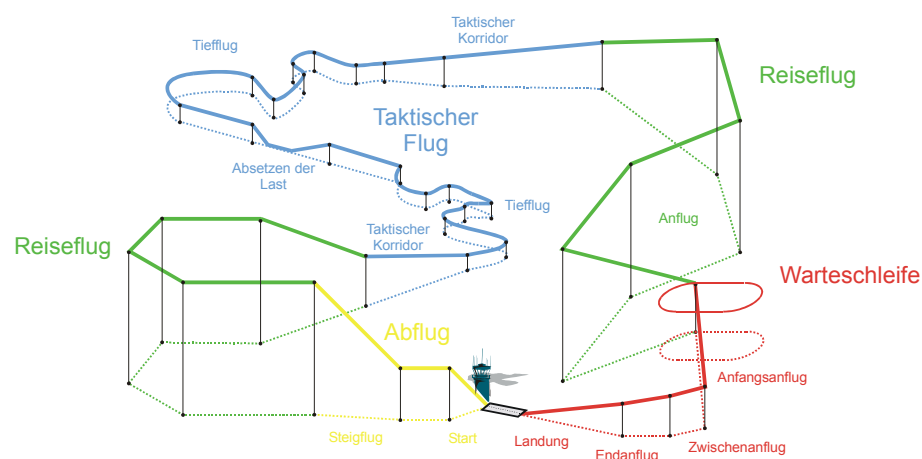 Taktischer
Korridor
Tiefflug
Reiseflug
Taktischer
Flug
Absetzen der
Last
Tiefflug
Anflug
Taktischer
Korridor
Reiseflug
Warteschleife
Abflug
Anfangsanflug
Steigflug
Start
Landung
Zwischenanflug
Endanflug